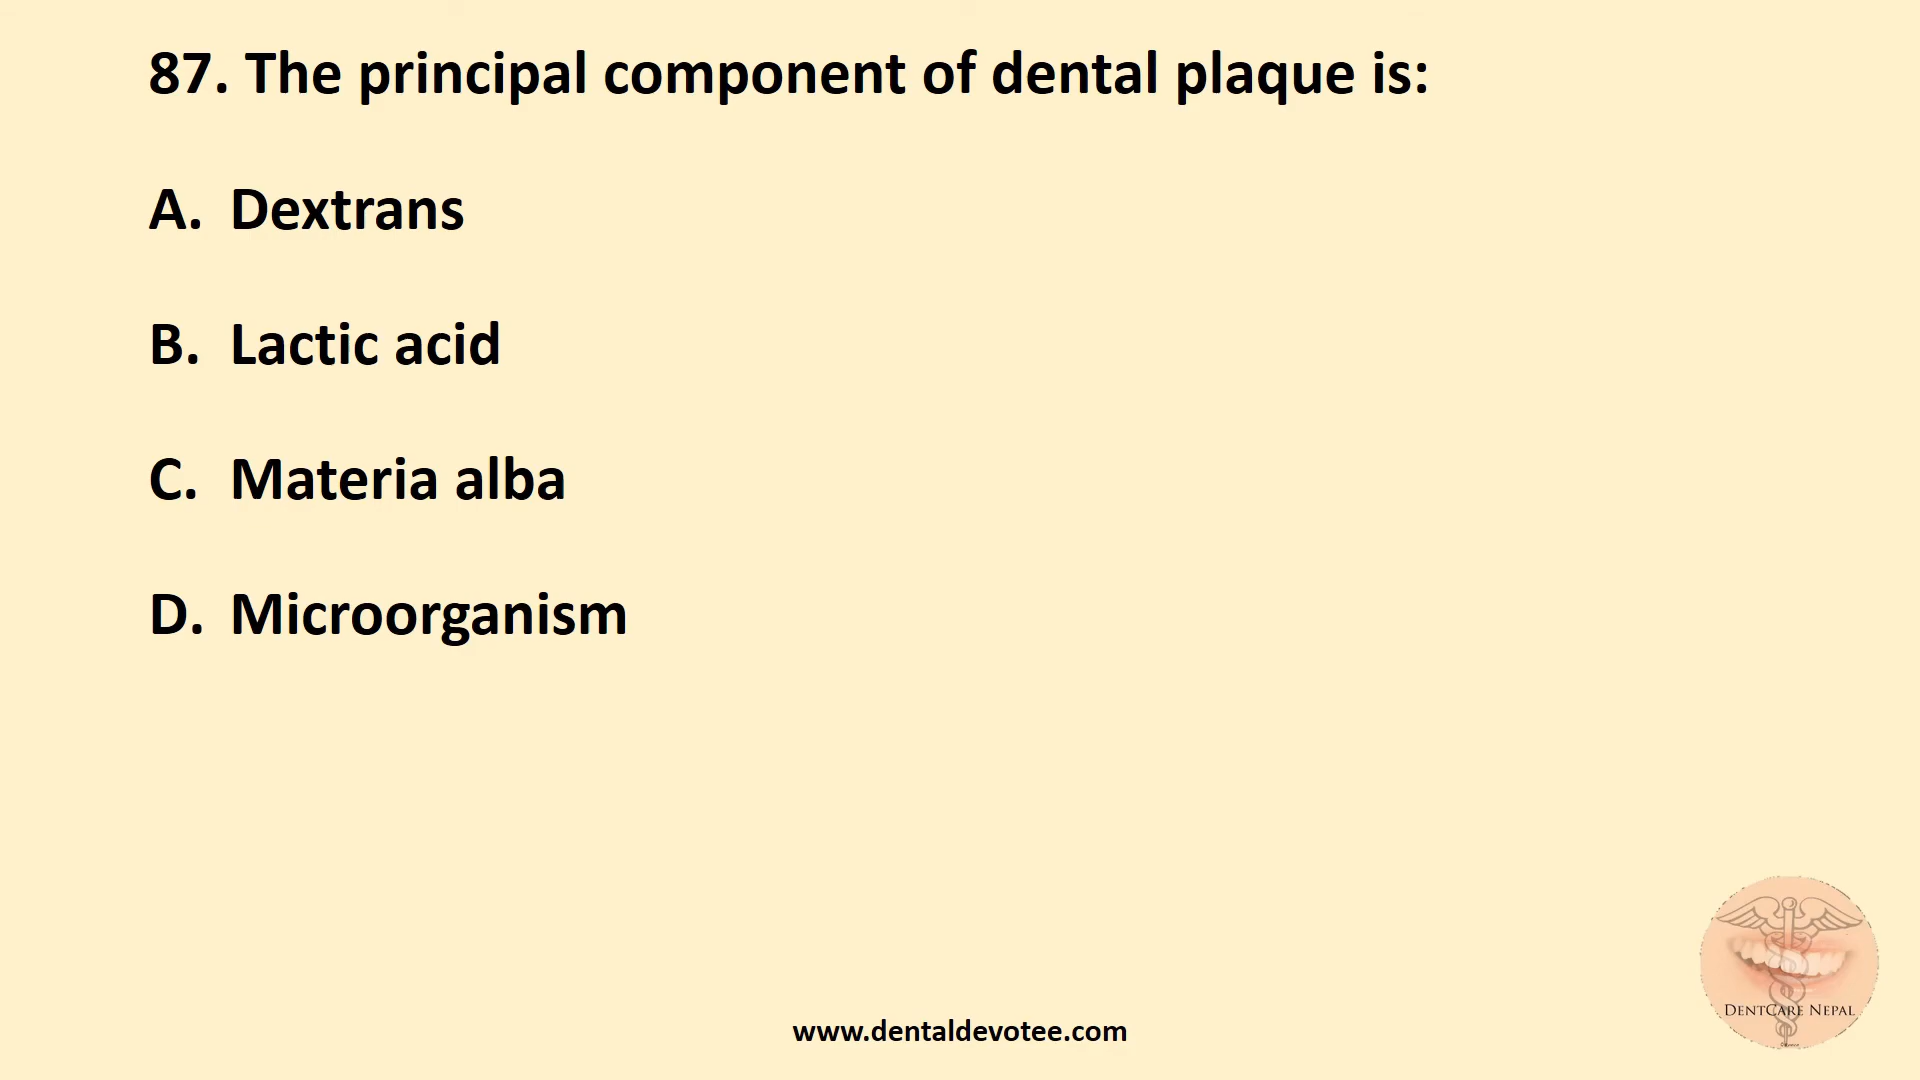 87. The principal component of dental plaque is:
A. Dextrans
B. Lactic acid
C. Materia alba
D. Microorganism
DentCare Nepal
www.dentaldevotee.com